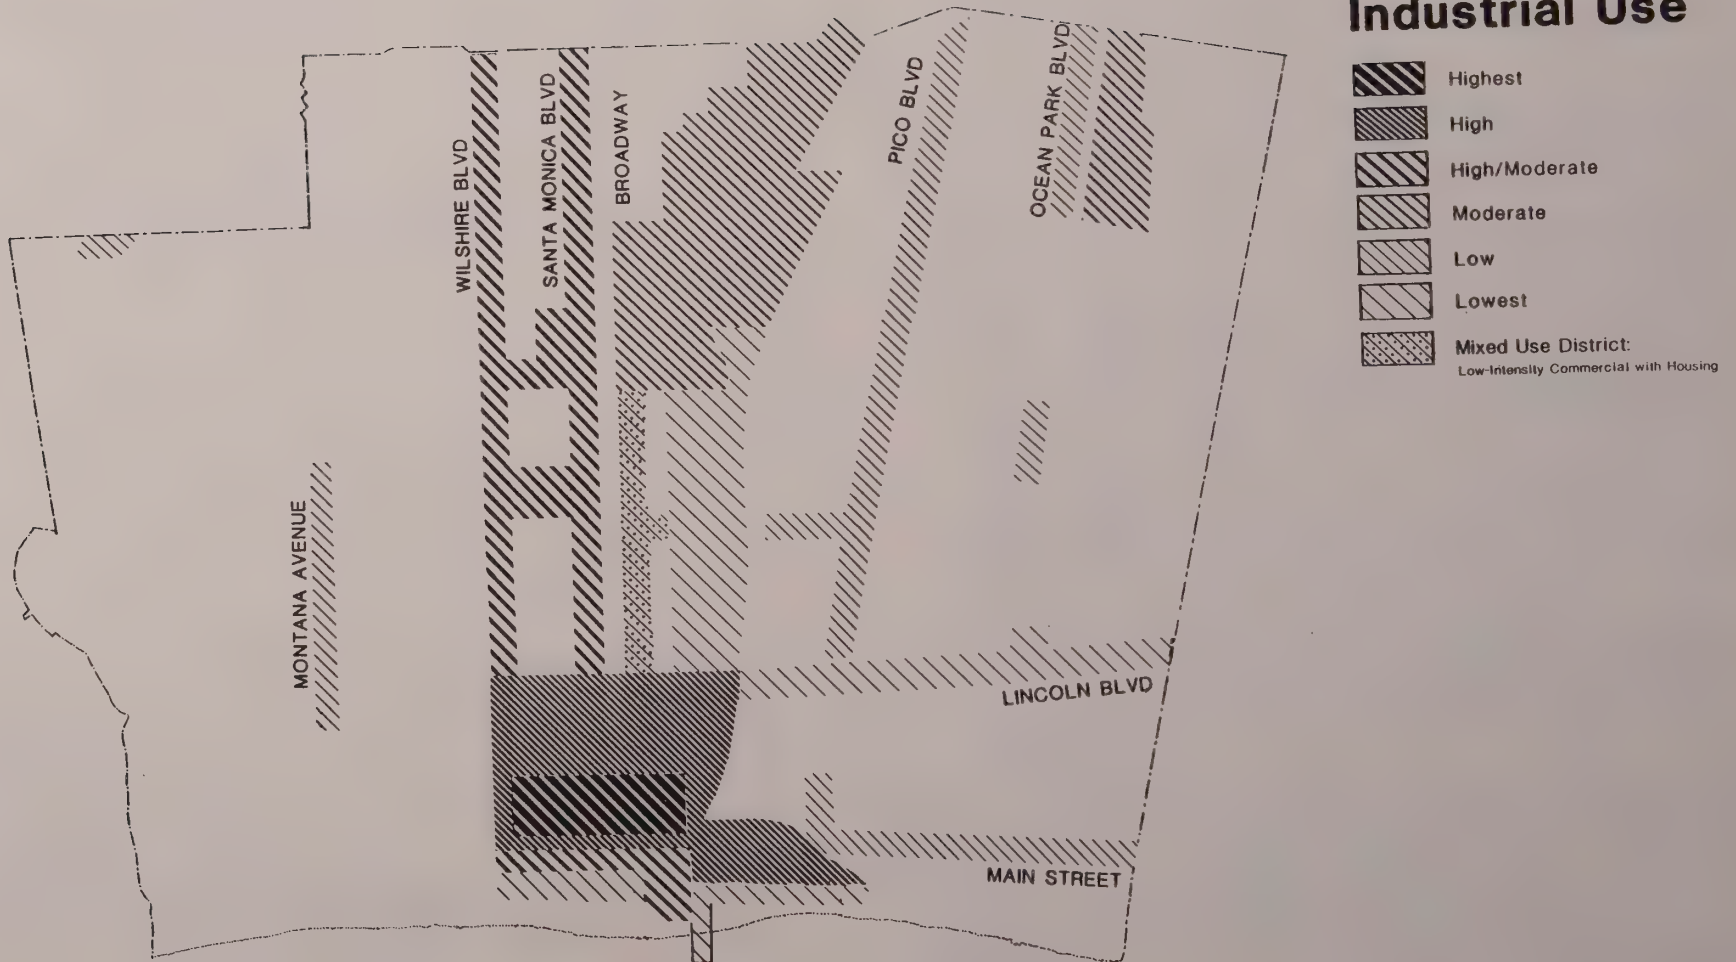 Industrial Use
Highest
High
High/Moderate
Moderate
Low
Lowest
Mixed Use District:
Low-Intensity Commercial with Housing
WILSHIRE BLVD
SANTA MONICA BLVD
BROADWAY
PICO BLVD
OCEAN PARK BLVD
MONTANA AVENUE
LINCOLN BLVD
MAIN STREET